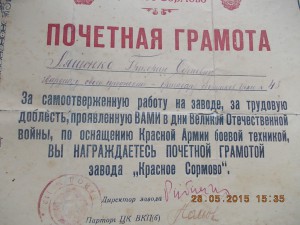 Сормово
ПОЧЕТНАЯ ГРАМОТА
За самоотверженную работу на заводе, за трудовую
доблесть, проявленную ВАМИ в дни Великой Отечественной
войны, по оснащению Красной Армии боевой техникой,
ВЫ НАГРАЖДАЕТЕСЬ ПОЧЕТНОЙ ГРАМОТОЙ
завода „Красное Сормово".
Директор завода
Парторг ЦК ВКП(б)
28.05.2015 15:35